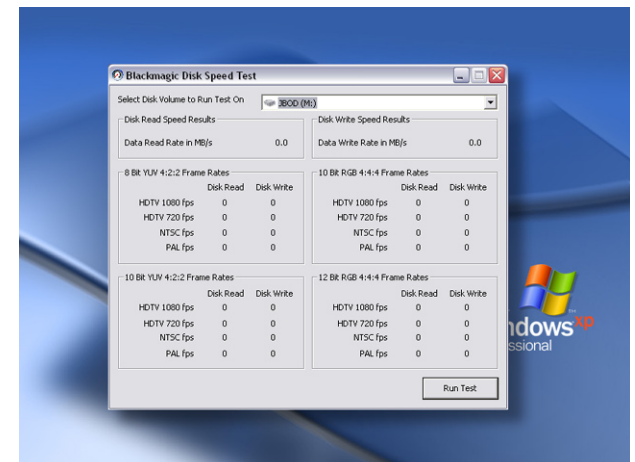 Blackmagic Disk Speed Test
Select Disk Volume to Run Test On JBOD (M:)
Disk Read Speed Results
Data Read Rate in MB/s 0.0
Disk Write Speed Results
Data Write Rate in MB/s 0.0
8 Bit YUV 4:2:2 Frame Rates
Disk Read Disk Write
HDTV 1080 fps 0 0
HDTV 720 fps 0 0
NTSC fps 0 0
PAL fps 0 0
10 Bit RGB 4:4:4 Frame Rates
Disk Read Disk Write
HDTV 1080 fps 0 0
HDTV 720 fps 0 0
NTSC fps 0 0
PAL fps 0 0
10 Bit YUV 4:2:2 Frame Rates
Disk Read Disk Write
HDTV 1080 fps 0 0
HDTV 720 fps 0 0
NTSC fps 0 0
PAL fps 0 0
12 Bit RGB 4:4:4 Frame Rates
Disk Read Disk Write
HDTV 1080 fps 0 0
HDTV 720 fps 0 0
NTSC fps 0 0
PAL fps 0 0
Run Test
ndows xp
ssional